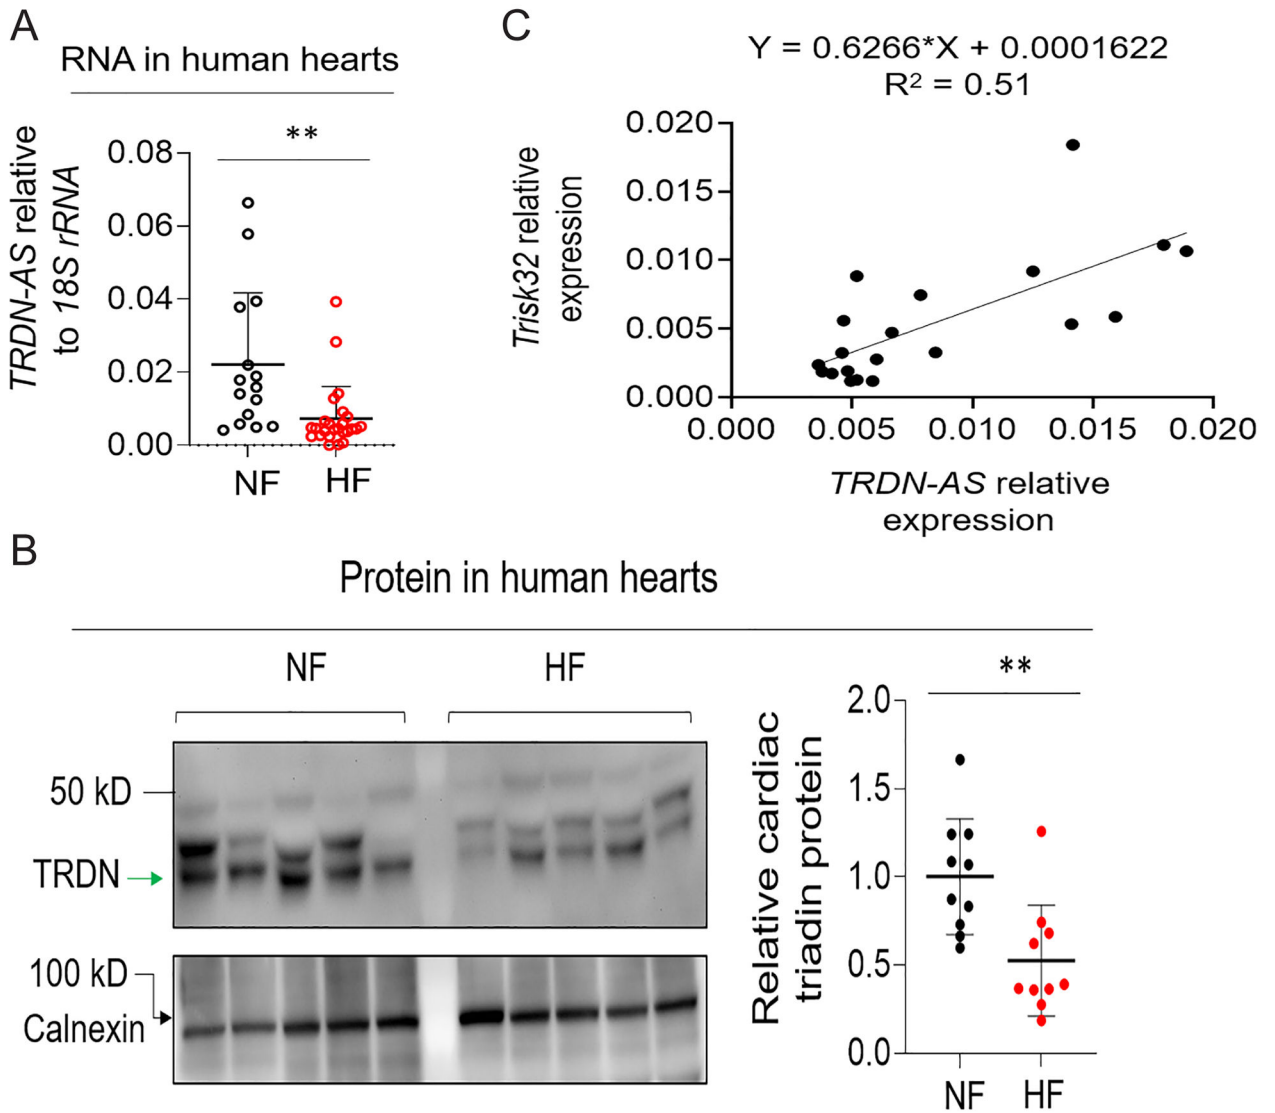 A
RNA in human hearts
TRDN-AS relative
to 18S rRNA
**
0.08
0.06
0.04
0.02
0.00
NF
HF
C
Y = 0.6266*X + 0.0001622
R² = 0.51
Trisk32 relative
expression
0.020
0.015
0.010
0.005
0.000
0.000
0.005
0.010
0.015
0.020
TRDN-AS relative
expression
B
Protein in human hearts
NF
HF
50 kD
TRDN
100 kD
Calnexin
Relative cardiac
triadin protein
**
2.0
1.5
1.0
0.5
0.0
NF
HF